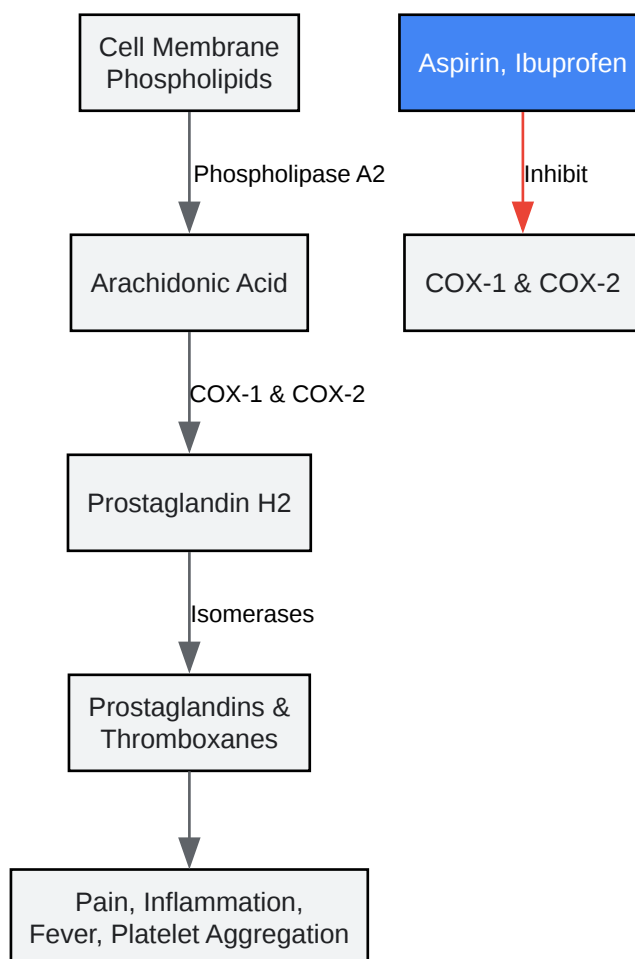 Cell Membrane
Phospholipids
Aspirin, Ibuprofen
Phospholipase A2
Inhibit
Arachidonic Acid
COX-1 & COX-2
COX-1 & COX-2
Prostaglandin H2
Isomerases
Prostaglandins &
Thromboxanes
Pain, Inflammation,
Fever, Platelet Aggregation